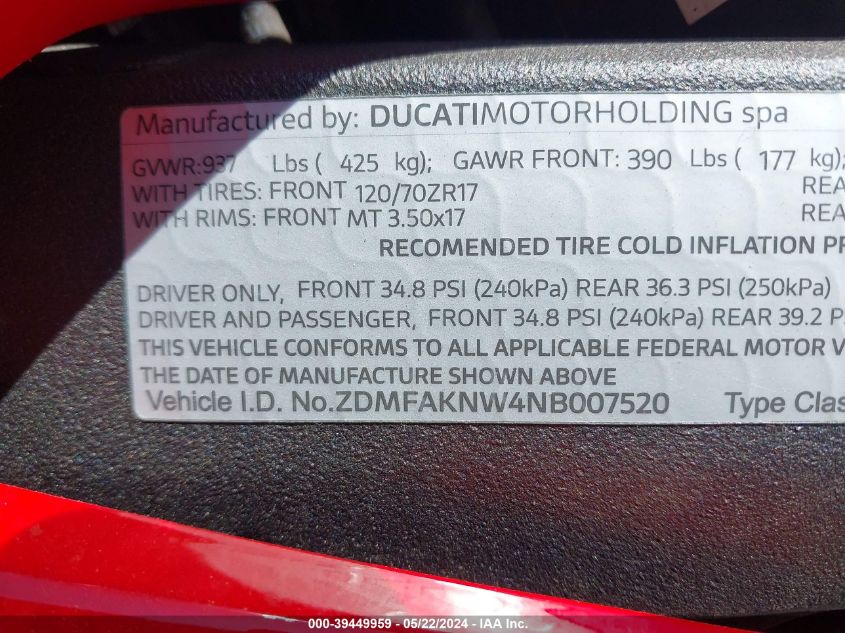 Manufactured by: DUCATIMOTORHOLDING spa
GVWR:937 Lbs ( 425 kg); GAWR FRONT: 390 Lbs ( 177 kg);
WITH TIRES: FRONT 120/70ZR17 REA
WITH RIMS: FRONT MT 3.50x17 REA
RECOMENDED TIRE COLD INFLATION PR
DRIVER ONLY, FRONT 34.8 PSI (240kPa) REAR 36.3 PSI (250kPa)
DRIVER AND PASSENGER, FRONT 34.8 PSI (240kPa) REAR 39.2 P
THIS VEHICLE CONFORMS TO ALL APPLICABLE FEDERAL MOTOR V
THE DATE OF MANUFACTURE SHOWN ABOVE
Vehicle I.D. No.ZDMFAKNW4NB007520 Type Clas
000-39449959 - 05/22/2024 - IAA Inc.